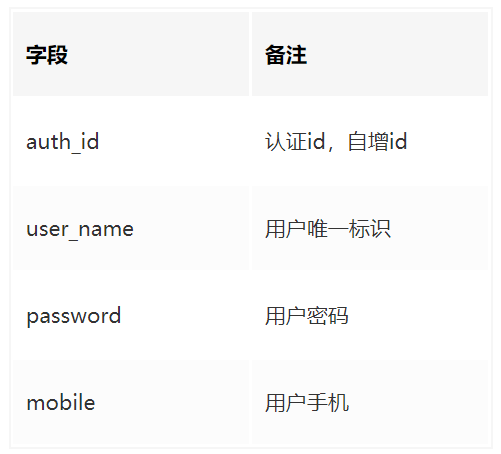 字段 备注
auth_id 认证id，自增id
user_name 用户唯一标识
password 用户密码
mobile 用户手机